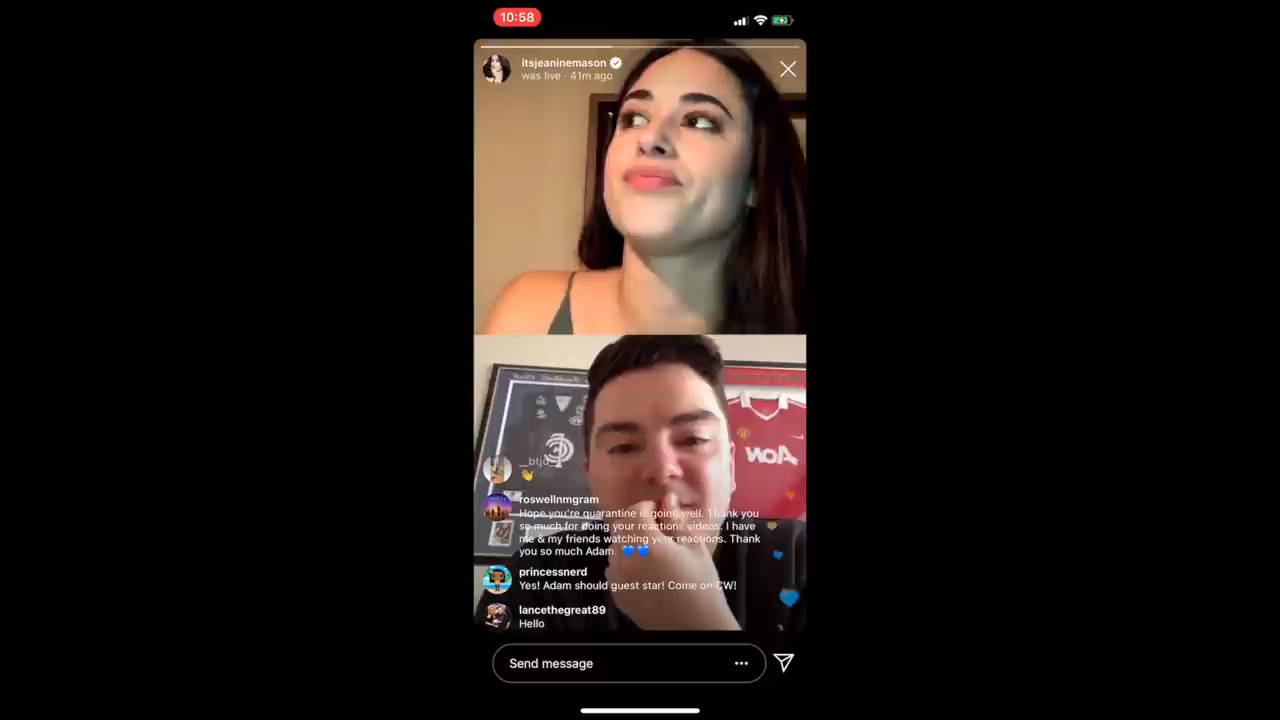 10:58
itsjeaninemason
was live · 41m ago
AON
__btjd_
👋
roswellnmgram
Hope you're quarantine is going well. Thank you
so much for doing your reactions videos. I have
me & my friends watching your reactions. Thank
you so much Adam. 💙💙
princessnerd
Yes! Adam should guest star! Come on CW!
lancethegreat89
Hello
Send message